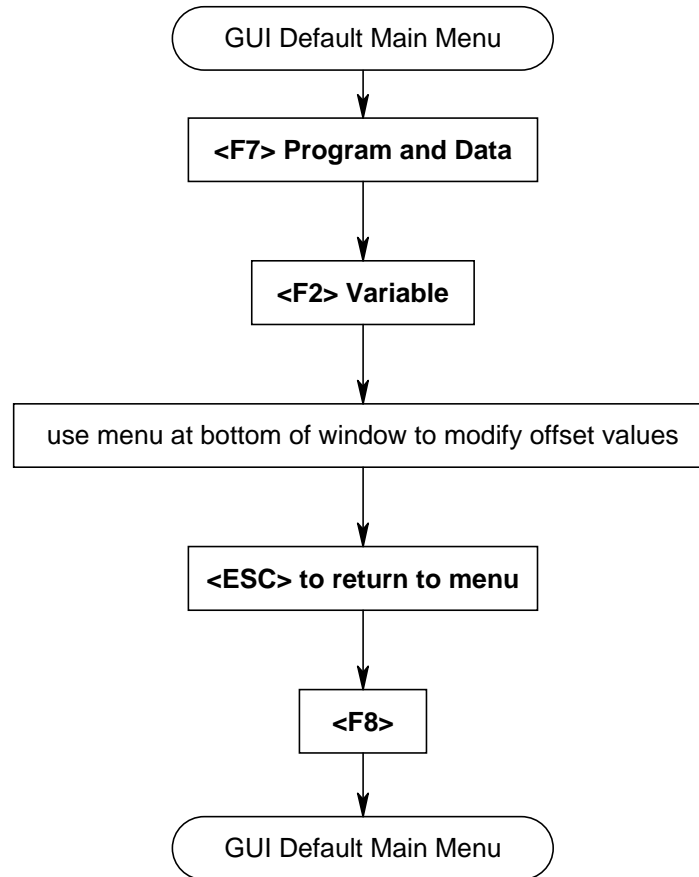 GUI Default Main Menu
<F7> Program and Data
<F2> Variable
use menu at bottom of window to modify offset values
<ESC> to return to menu
<F8>
GUI Default Main Menu